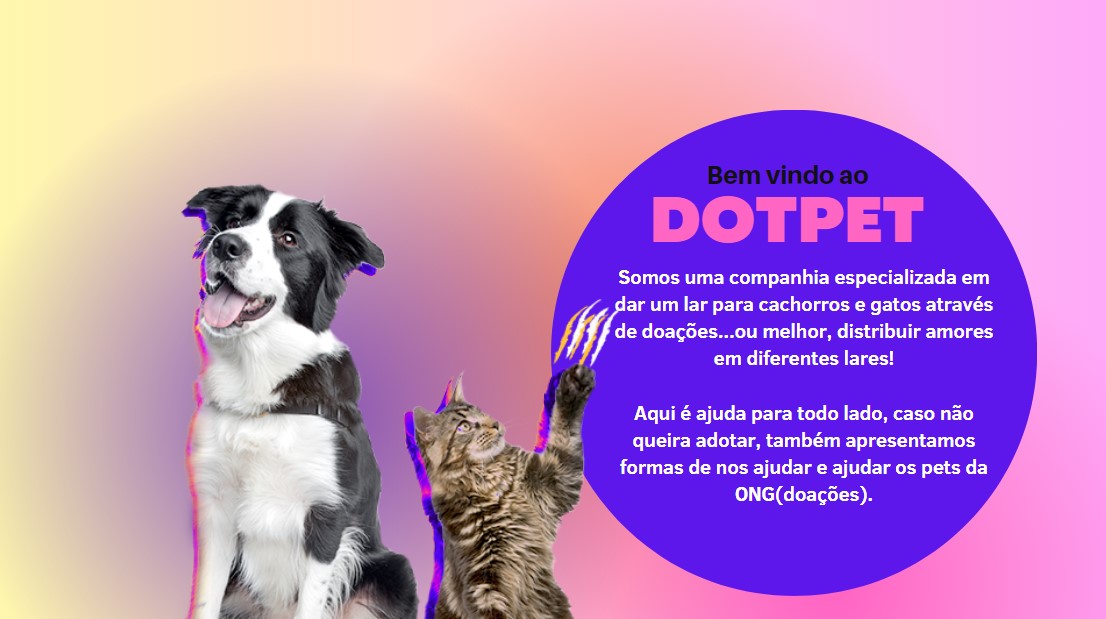 Bem vindo ao
DOTPET
Somos uma companhia especializada em
dar um lar para cachorros e gatos através
de doações...ou melhor, distribuir amores
em diferentes lares!
Aqui é ajuda para todo lado, caso não
queira adotar, também apresentamos
formas de nos ajudar e ajudar os pets da
ONG(doações).